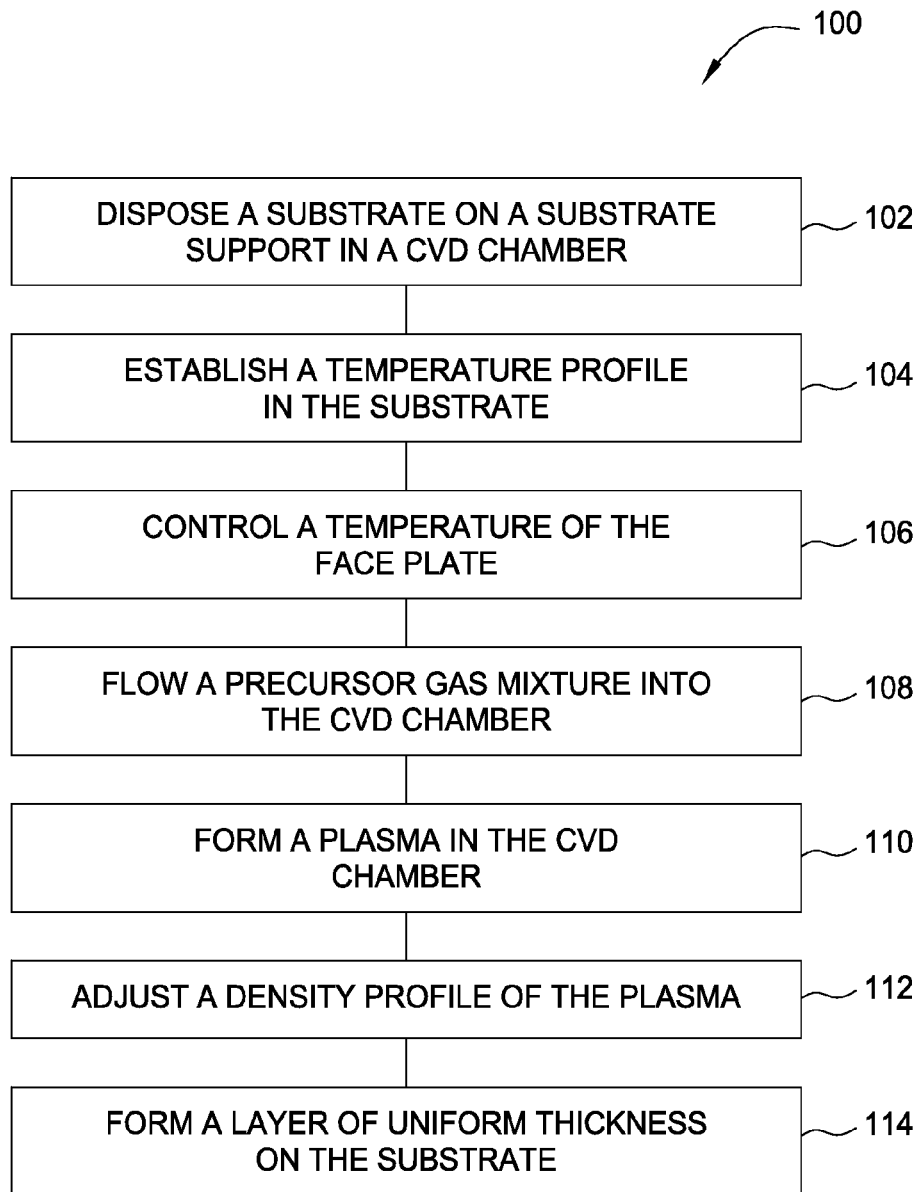 100
DISPOSE A SUBSTRATE ON A SUBSTRATE
SUPPORT IN A CVD CHAMBER
102
ESTABLISH A TEMPERATURE PROFILE
IN THE SUBSTRATE
104
CONTROL A TEMPERATURE OF THE
FACE PLATE
106
FLOW A PRECURSOR GAS MIXTURE INTO
THE CVD CHAMBER
108
FORM A PLASMA IN THE CVD
CHAMBER
110
ADJUST A DENSITY PROFILE OF THE PLASMA
112
FORM A LAYER OF UNIFORM THICKNESS
ON THE SUBSTRATE
114